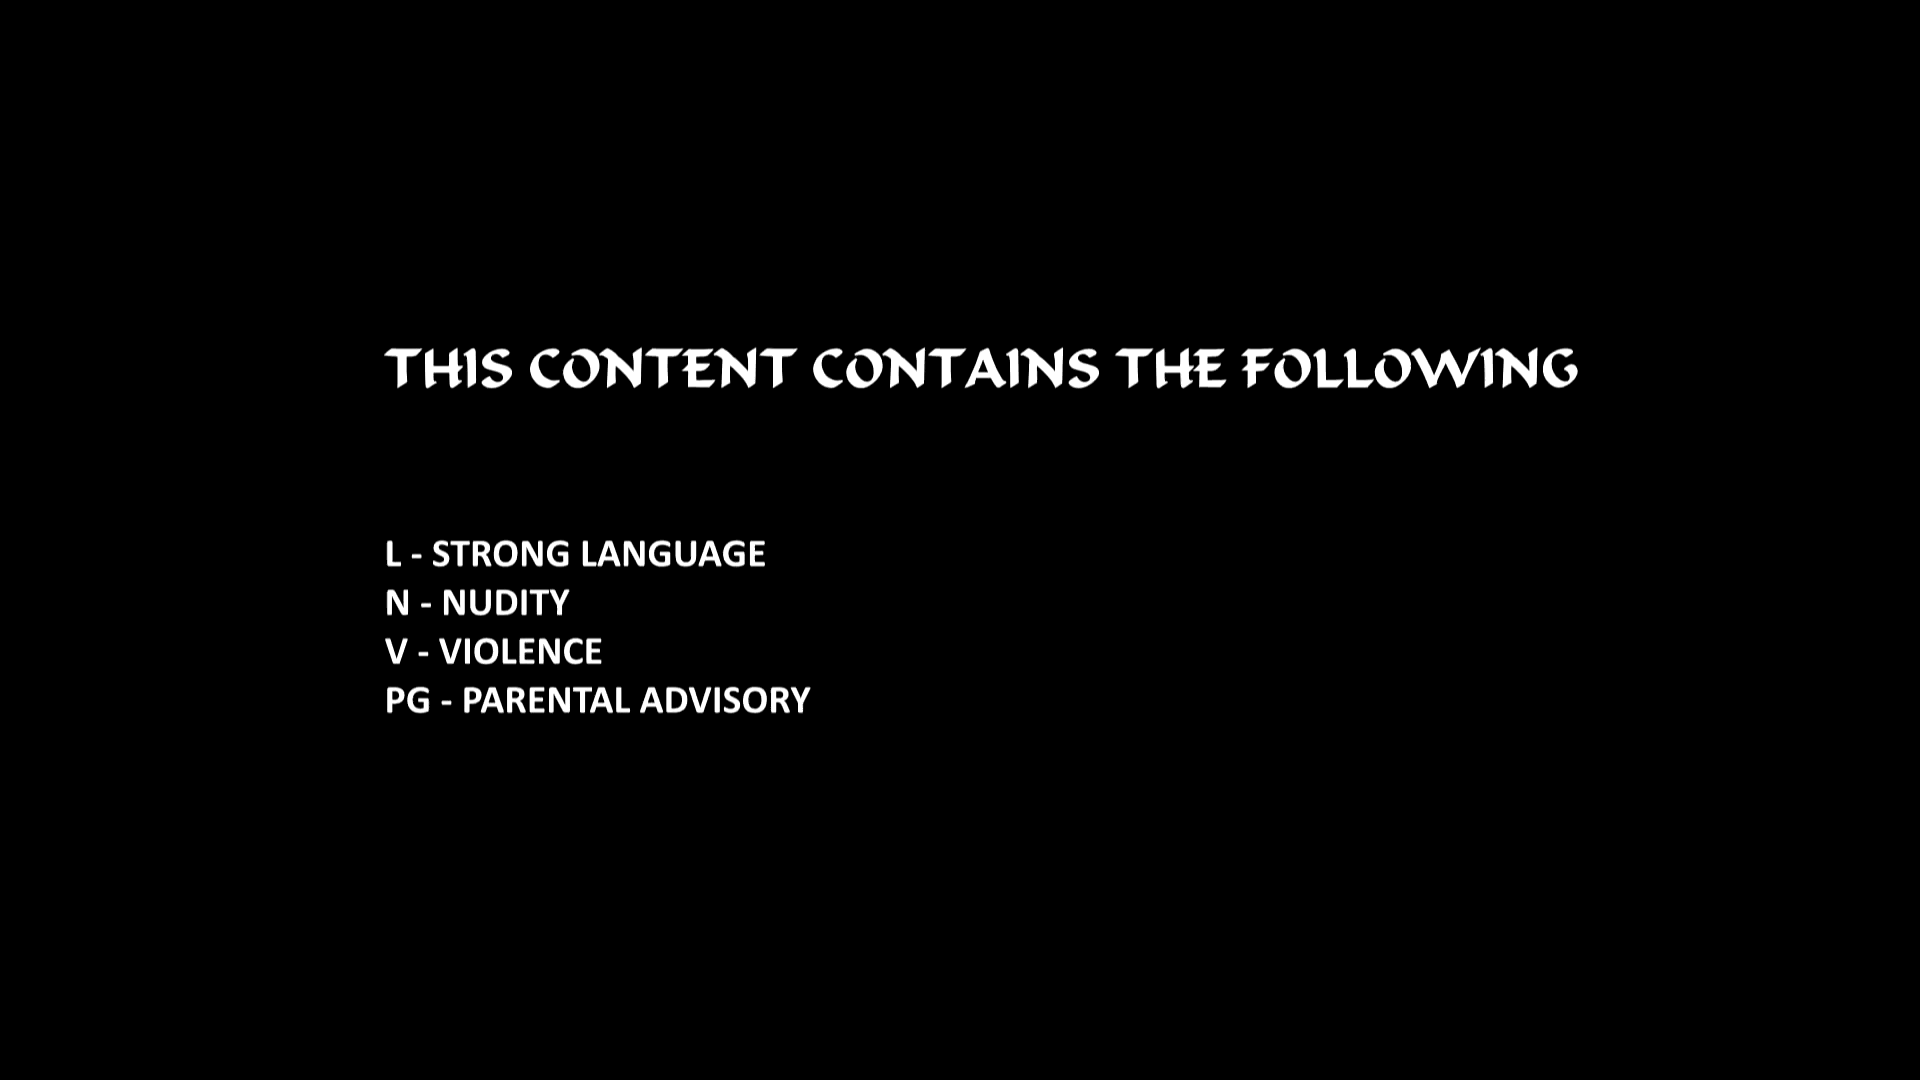 THIS CONTENT CONTAINS THE FOLLOWING
L - STRONG LANGUAGE
N - NUDITY
V - VIOLENCE
PG - PARENTAL ADVISORY